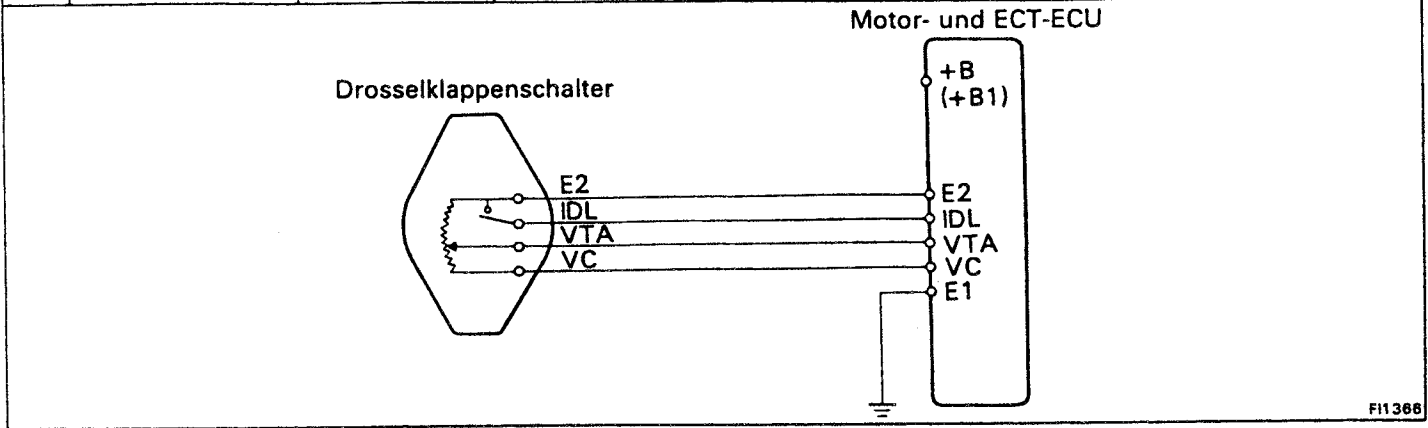 Motor- und ECT-ECU
Drosselklappenschalter
+B
(+B1)
E2
IDL
VTA
VC
E2
IDL
VTA
VC
E1
FI1366